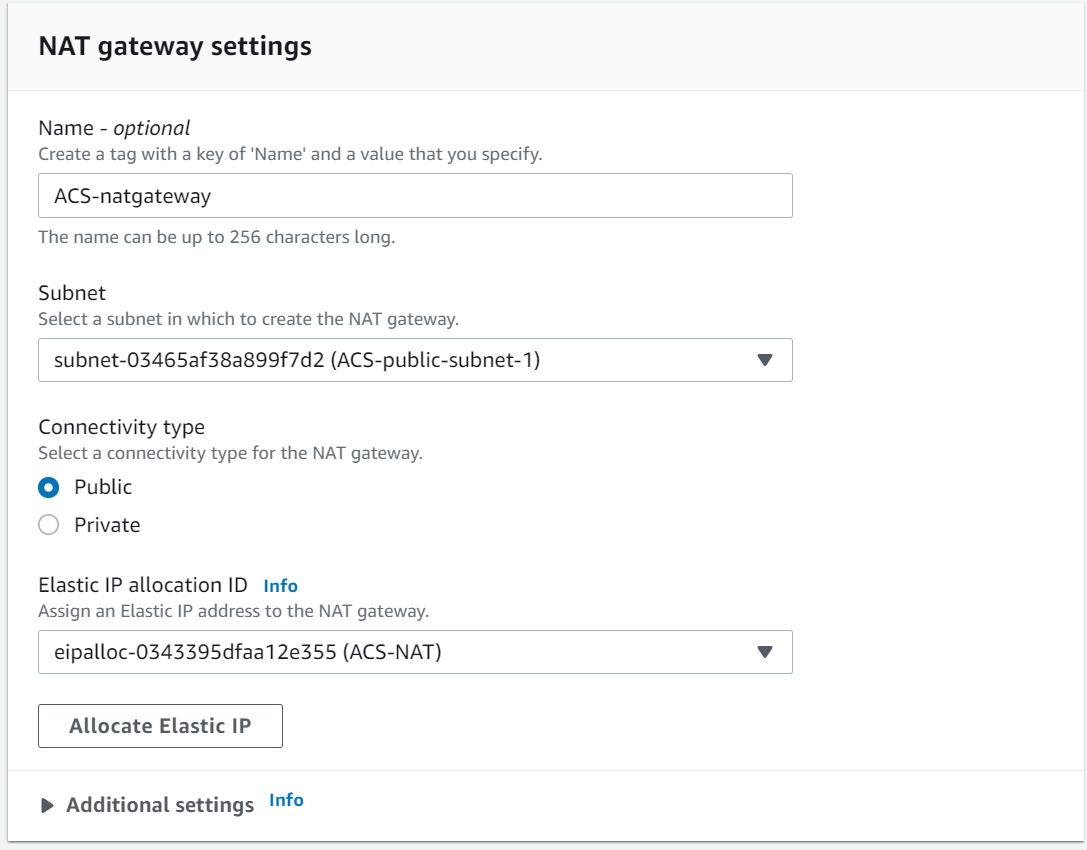 NAT gateway settings
Name - optional
Create a tag with a key of 'Name' and a value that you specify.
ACS-natgateway
The name can be up to 256 characters long.
Subnet
Select a subnet in which to create the NAT gateway.
subnet-03465af38a899f7d2 (ACS-public-subnet-1)
Connectivity type
Select a connectivity type for the NAT gateway.
Public
Private
Elastic IP allocation ID Info
Assign an Elastic IP address to the NAT gateway.
eipalloc-0343395dfaa12e355 (ACS-NAT)
Allocate Elastic IP
Additional settings Info